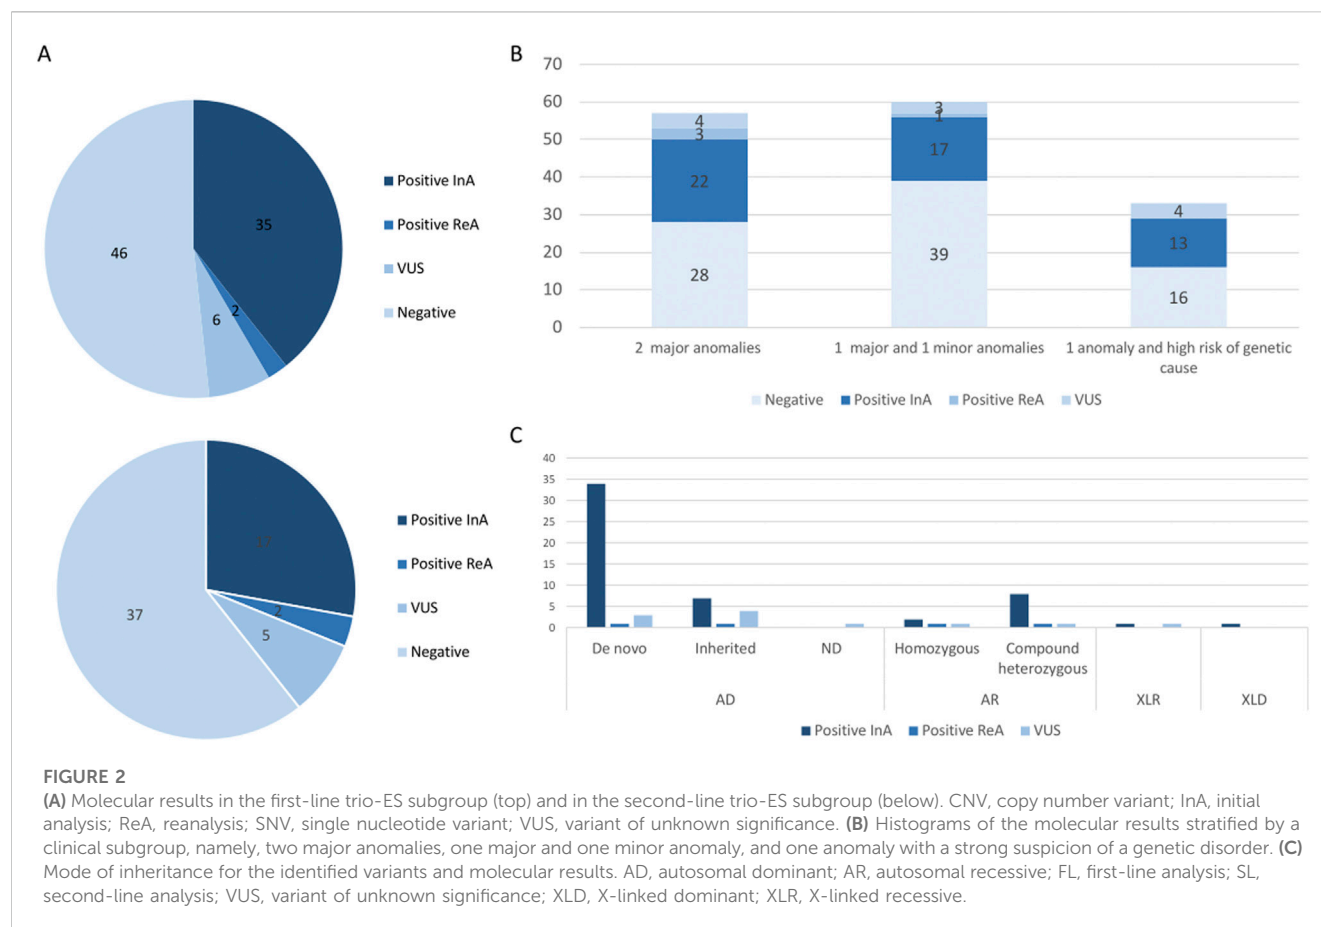 A
35
46
2
6
Positive InA
Positive ReA
VUS
Negative
17
2
5
37
Positive InA
Positive ReA
VUS
Negative
B
70
60
50
40
30
20
10
0
4
3
22
28
3
1
17
39
4
13
16
2 major anomalies
1 major and 1 minor anomalies
1 anomaly and high risk of genetic
cause
Negative Positive InA Positive ReA VUS
C
40
35
30
25
20
15
10
5
0
De novo Inherited ND Homozygous Compound
heterozygous
AD AR XLR XLD
Positive InA Positive ReA VUS
FIGURE 2
(A) Molecular results in the first-line trio-ES subgroup (top) and in the second-line trio-ES subgroup (below). CNV, copy number variant; InA, initial
analysis; ReA, reanalysis; SNV, single nucleotide variant; VUS, variant of unknown significance. (B) Histograms of the molecular results stratified by a
clinical subgroup, namely, two major anomalies, one major and one minor anomaly, and one anomaly with a strong suspicion of a genetic disorder. (C)
Mode of inheritance for the identified variants and molecular results. AD, autosomal dominant; AR, autosomal recessive; FL, first-line analysis; SL,
second-line analysis; VUS, variant of unknown significance; XLD, X-linked dominant; XLR, X-linked recessive.